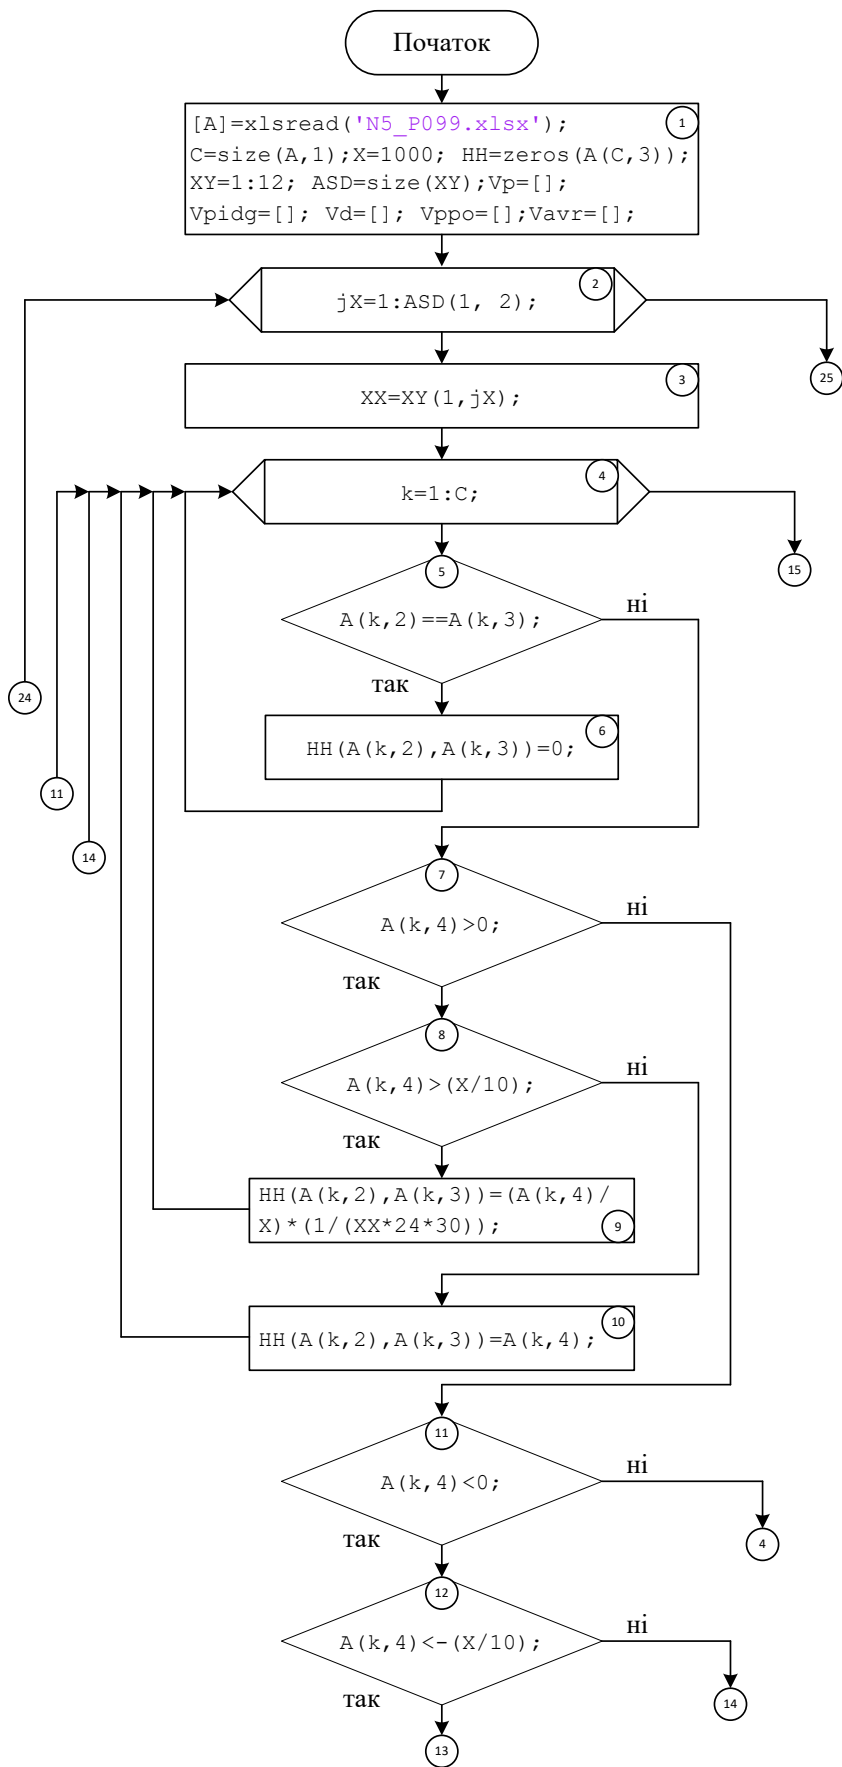 Початок
1
[A]=xlsread('N5_P099.xlsx');
C=size(A,1);X=1000; HH=zeros(A(C,3));
XY=1:12; ASD=size(XY);Vp=[];
Vpidg=[]; Vd=[]; Vppo=[];Vavr=[];
2
jX=1:ASD(1, 2);
25
3
XX=XY(1,jX);
4
k=1:C;
15
5
A(k,2)==A(k,3);
ні
так
24
6
HH(A(k,2),A(k,3))=0;
11
14
7
A(k,4)>0;
ні
так
8
A(k,4)>(X/10);
ні
так
HH(A(k,2),A(k,3))=(A(k,4)/
X)*(1/(XX*24*30));
9
10
HH(A(k,2),A(k,3))=A(k,4);
11
A(k,4)<0;
ні
так
4
12
A(k,4)<-(X/10);
ні
так
14
13